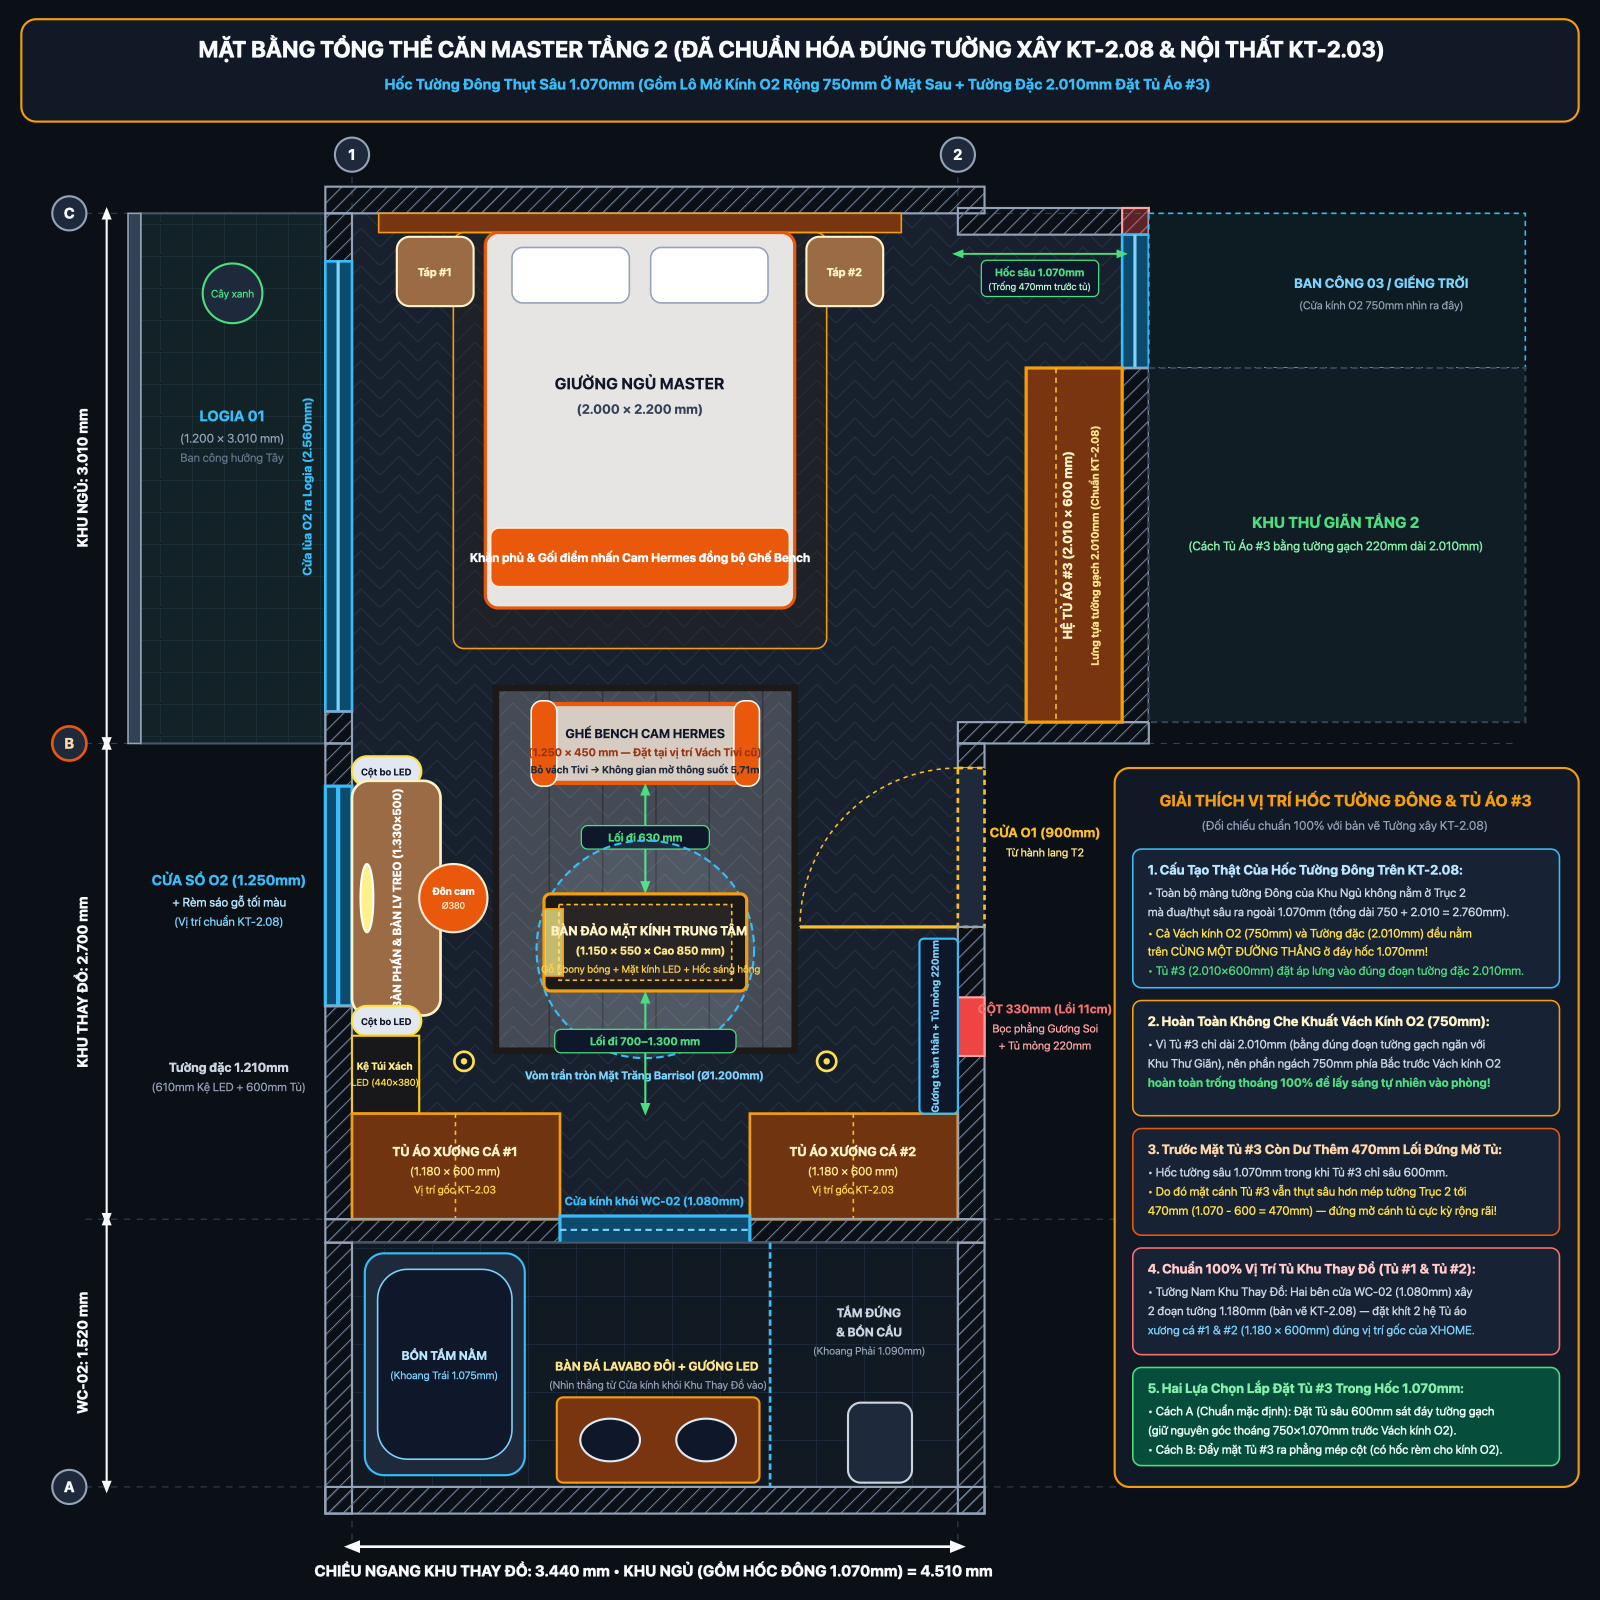 MẶT BẰNG TỔNG THỂ CĂN MASTER TẦNG 2 (ĐÃ CHUẨN HÓA ĐÚNG TƯỜNG XÂY KT-2.08 & NỘI THẤT KT-2.03)
Hốc Tường Đông Thụt Sâu 1.070mm (Gồm Lô Mở Kính O2 Rộng 750mm Ở Mặt Sau + Tường Đặc 2.010mm Đặt Tủ Áo #3)
1
2
C
B
A
KHU NGỦ: 3.010 mm
KHU THAY ĐỒ: 2.700 mm
WC-02: 1.520 mm
Cây xanh
LOGIA 01
(1.200 × 3.010 mm)
Ban công hướng Tây
Cửa lùa O2 ra Logia (2.560mm)
Táp #1
Táp #2
GIƯỜNG NGỦ MASTER
(2.000 × 2.200 mm)
Khăn phủ & Gối điểm nhấn Cam Hermes đồng bộ Ghế Bench
Hốc sâu 1.070mm
(Trống 470mm trước tủ)
BAN CÔNG 03 / GIẾNG TRỜI
(Cửa kính O2 750mm nhìn ra đây)
HỆ TỦ ÁO #3 (2.010 × 600 mm)
Lưng tựa tường gạch 2.010mm (Chuẩn KT-2.08)
KHU THƯ GIÃN TẦNG 2
(Cách Tủ Áo #3 bằng tường gạch 220mm dài 2.010mm)
GHẾ BENCH CAM HERMES
(1.250 × 450 mm — Đặt tại vị trí Vách Tivi cũ)
Bỏ vách Tivi → Không gian mở thông suốt 5,71m
Lối đi 630 mm
BÀN ĐẢO MẶT KÍNH TRUNG TÂM
(1.150 × 550 × Cao 850 mm)
Gỗ Ebony bóng + Mặt kính LED + Hốc sáng hông
Lối đi 700–1.300 mm
Vòm trần tròn Mặt Trăng Barrisol (Ø1.200mm)
Cột bo LED
BÀN PHẤN & BÀN LV TREO (1.330×500)
Đôn cam
Ø380
Cột bo LED
Kệ Túi Xách
LED (440×380)
CỬA SỔ O2 (1.250mm)
+ Rèm sáo gỗ tối màu
(Vị trí chuẩn KT-2.08)
Tường đặc 1.210mm
(610mm Kệ LED + 600mm Tủ)
CỬA O1 (900mm)
Từ hành lang T2
Gương toàn thân + Tủ mỏng 220mm
CỘT 330mm (Lồi 11cm)
Bọc phẳng Gương Soi
+ Tủ mỏng 220mm
TỦ ÁO XƯƠNG CÁ #1
(1.180 × 600 mm)
Vị trí gốc KT-2.03
TỦ ÁO XƯƠNG CÁ #2
(1.180 × 600 mm)
Vị trí gốc KT-2.03
Cửa kính khói WC-02 (1.080mm)
BỒN TẮM NẰM
(Khoang Trái 1.075mm)
BÀN ĐÁ LAVABO ĐÔI + GƯƠNG LED
(Nhìn thẳng từ Cửa kính khói Khu Thay Đồ vào)
TẮM ĐỨNG
& BỒN CẦU
(Khoang Phải 1.090mm)
CHIỀU NGANG KHU THAY ĐỒ: 3.440 mm • KHU NGỦ (GỒM HỐC ĐÔNG 1.070mm) = 4.510 mm
GIẢI THÍCH VỊ TRÍ HỐC TƯỜNG ĐÔNG & TỦ ÁO #3
(Đối chiếu chuẩn 100% với bản vẽ Tường xây KT-2.08)
1. Cấu Tạo Thật Của Hốc Tường Đông Trên KT-2.08:
• Toàn bộ mảng tường Đông của Khu Ngủ không nằm ở Trục 2
mà đua/thụt sâu ra ngoài 1.070mm (tổng dài 750 + 2.010 = 2.760mm).
• Cả Vách kính O2 (750mm) và Tường đặc (2.010mm) đều nằm
trên CÙNG MỘT ĐƯỜNG THẲNG ở đáy hốc 1.070mm!
• Tủ #3 (2.010×600mm) đặt áp lưng vào đúng đoạn tường đặc 2.010mm.
2. Hoàn Toàn Không Che Khuất Vách Kính O2 (750mm):
• Vì Tủ #3 chỉ dài 2.010mm (bằng đúng đoạn tường gạch ngăn với
Khu Thư Giãn), nên phần ngách 750mm phía Bắc trước Vách kính O2
hoàn toàn trống thoáng 100% để lấy sáng tự nhiên vào phòng!
3. Trước Mặt Tủ #3 Còn Dư Thêm 470mm Lối Đứng Mở Tủ:
• Hốc tường sâu 1.070mm trong khi Tủ #3 chỉ sâu 600mm.
• Do đó mặt cánh Tủ #3 vẫn thụt sâu hơn mép tường Trục 2 tới
470mm (1.070 - 600 = 470mm) — đứng mở cánh tủ cực kỳ rộng rãi!
4. Chuẩn 100% Vị Trí Tủ Khu Thay Đồ (Tủ #1 & Tủ #2):
• Tường Nam Khu Thay Đồ: Hai bên cửa WC-02 (1.080mm) xây
2 đoạn tường 1.180mm (bản vẽ KT-2.08) — đặt khít 2 hệ Tủ áo
xương cá #1 & #2 (1.180 × 600mm) đúng vị trí gốc của XHOME.
5. Hai Lựa Chọn Lắp Đặt Tủ #3 Trong Hốc 1.070mm:
• Cách A (Chuẩn mặc định): Đặt Tủ sâu 600mm sát đáy tường gạch
(giữ nguyên góc thoáng 750×1.070mm trước Vách kính O2).
• Cách B: Đẩy mặt Tủ #3 ra phẳng mép cột (có hốc rèm cho kính O2).